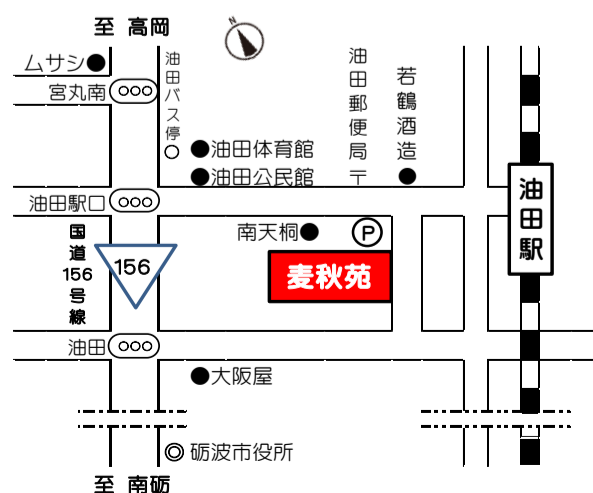 至 高岡
N
ムサシ
宮丸南
油田バス停
油田郵便局
〒
若鶴酒造
油田体育館
油田公民館
油田駅口
油田駅
国道156号線
156
南天桐
P
麦秋苑
油田
大阪屋
砺波市役所
至 南砺